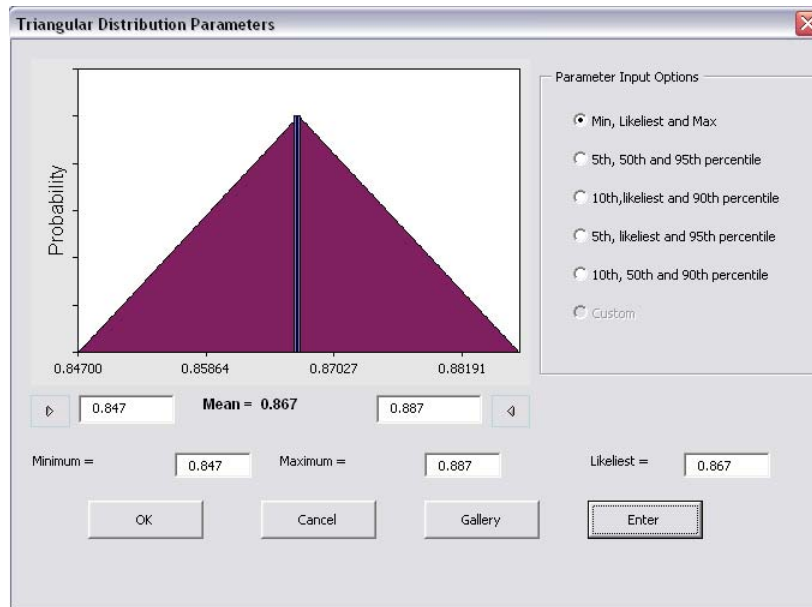 Triangular Distribution Parameters
Probability
0.84700 0.85864 0.87027 0.88191
0.847 Mean = 0.867 0.887
Parameter Input Options
Min, Likeliest and Max
5th, 50th and 95th percentile
10th,likeliest and 90th percentile
5th, likeliest and 95th percentile
10th, 50th and 90th percentile
Custom
Minimum = 0.847 Maximum = 0.887 Likeliest = 0.867
OK Cancel Gallery Enter